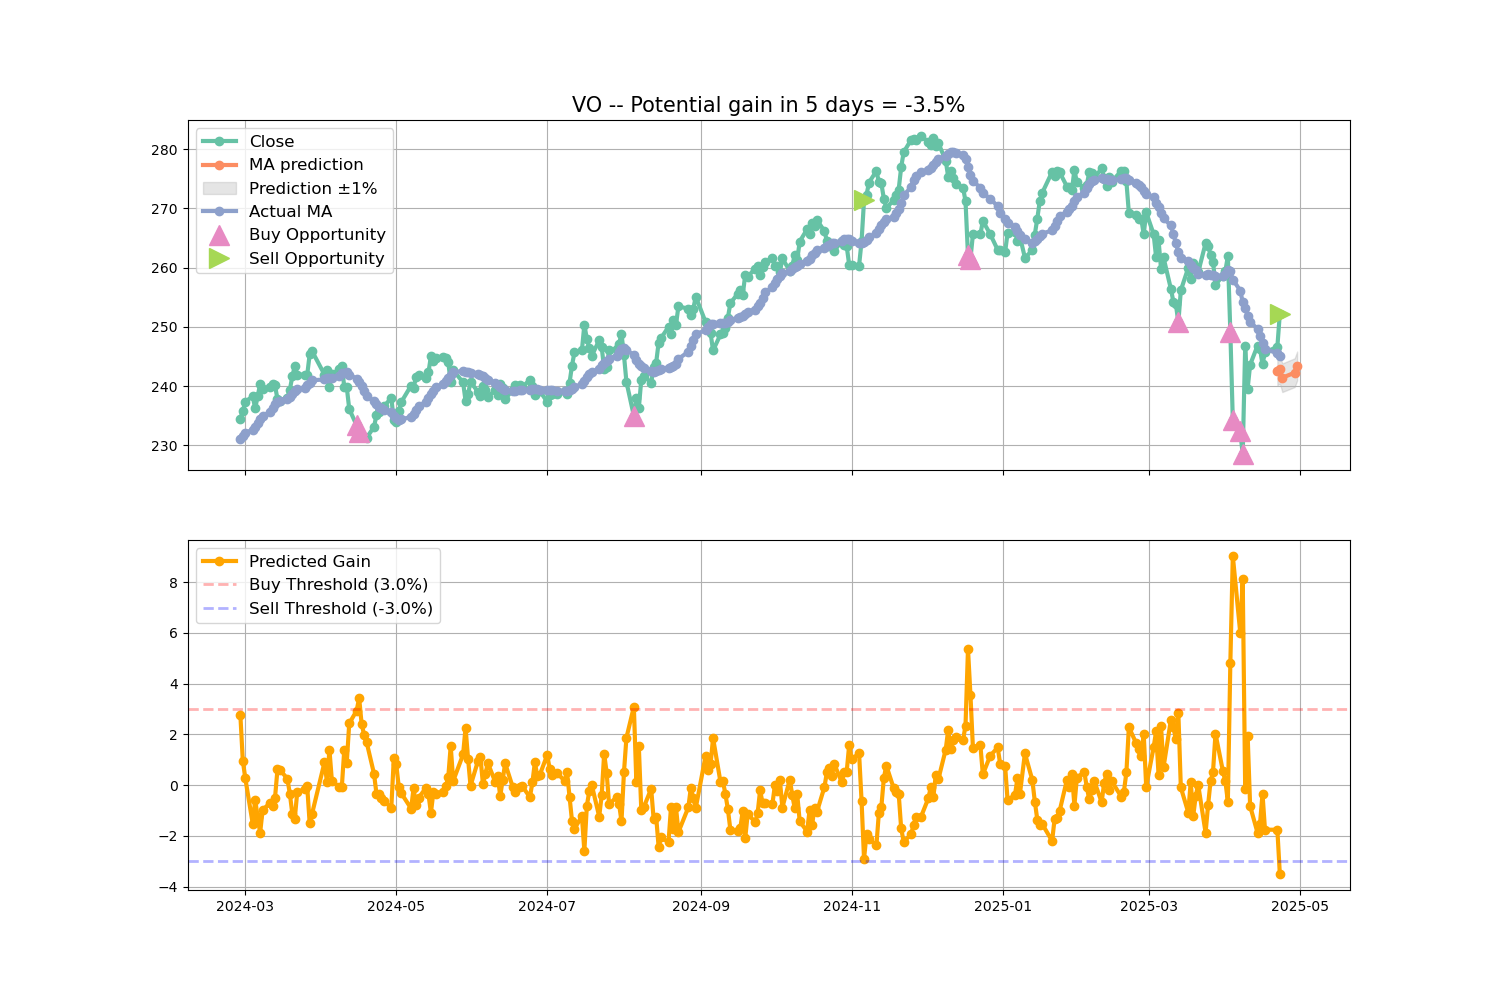 VO -- Potential gain in 5 days = -3.5%
Close
MA prediction
Prediction ±1%
Actual MA
Buy Opportunity
Sell Opportunity
280
270
260
250
240
230
Predicted Gain
Buy Threshold (3.0%)
Sell Threshold (-3.0%)
8
6
4
2
0
−2
−4
2024-03 2024-05 2024-07 2024-09 2024-11 2025-01 2025-03 2025-05